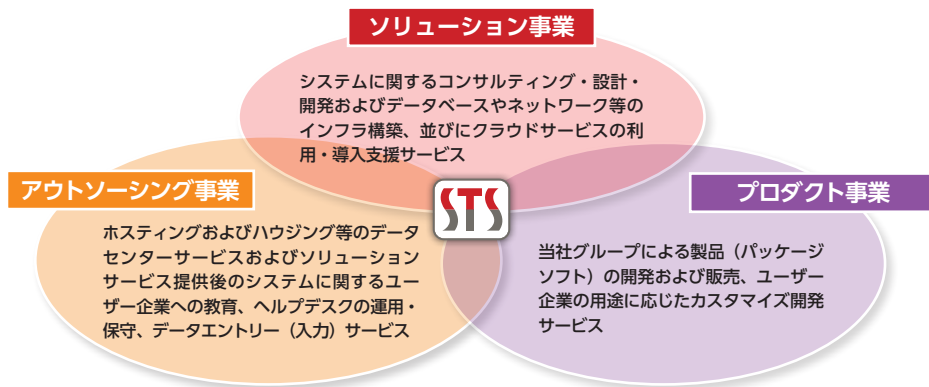 ソリューション事業
システムに関するコンサルティング・設計・
開発およびデータベースやネットワーク等の
インフラ構築、並びにクラウドサービスの利
用・導入支援サービス
アウトソーシング事業
ホスティングおよびハウジング等のデータ
センターサービスおよびソリューション
サービス提供後のシステムに関するユー
ザー企業への教育、ヘルプデスクの運用・
保守、データエントリー（入力）サービス
STS
プロダクト事業
当社グループによる製品（パッケージ
ソフト）の開発および販売、ユーザー
企業の用途に応じたカスタマイズ開発
サービス